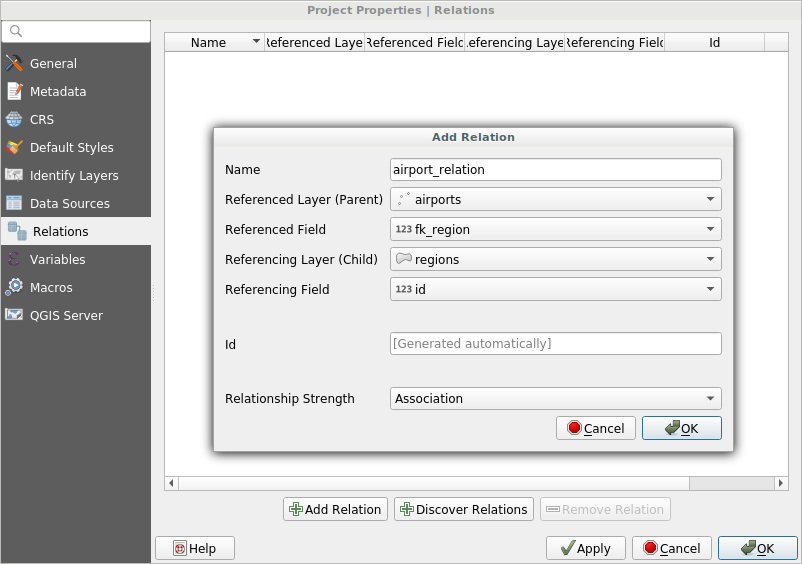 Project Properties | Relations
Name Referenced Laye Referenced Field Referencing Laye Referencing Field Id
General
Metadata
CRS
Default Styles
Identify Layers
Data Sources
Relations
Variables
Macros
QGIS Server
Add Relation
Name airport_relation
Referenced Layer (Parent) airports
Referenced Field 123 fk_region
Referencing Layer (Child) regions
Referencing Field 123 id
Id [Generated automatically]
Relationship Strength Association
Cancel OK
Add Relation Discover Relations Remove Relation
Help Apply Cancel OK